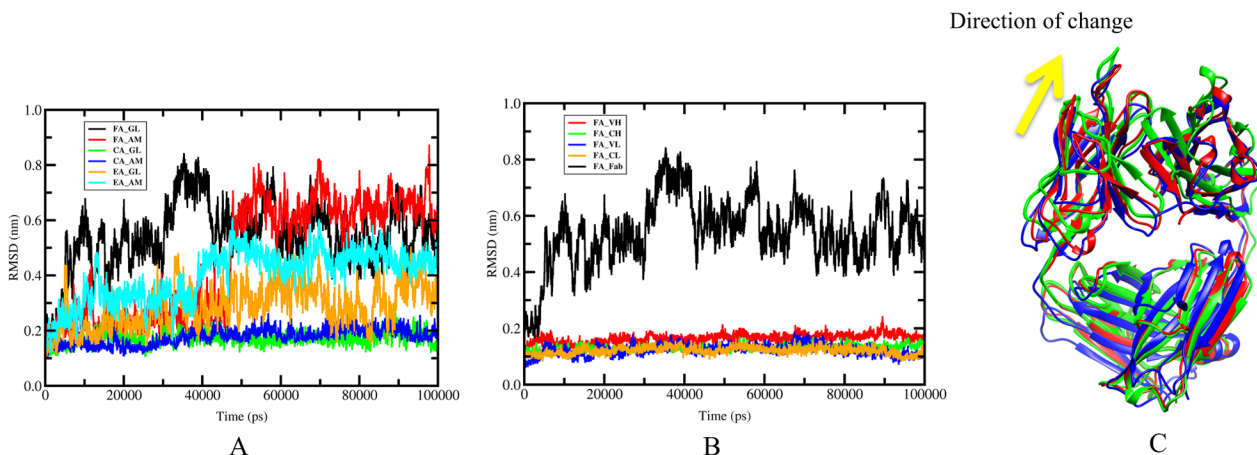 Direction of change
1.0
0.8
0.6
0.4
0.2
0.0
RMSD (nm)
FA_GL
FA_AM
CA_GL
CA_AM
EA_GL
EA_AM
0 20000 40000 60000 80000 100000
Time (ps)
A
1.0
0.8
0.6
0.4
0.2
0.0
RMSD (nm)
FA_VH
FA_CH
FA_VL
FA_CL
FA_Fab
0 20000 40000 60000 80000 100000
Time (ps)
B
C